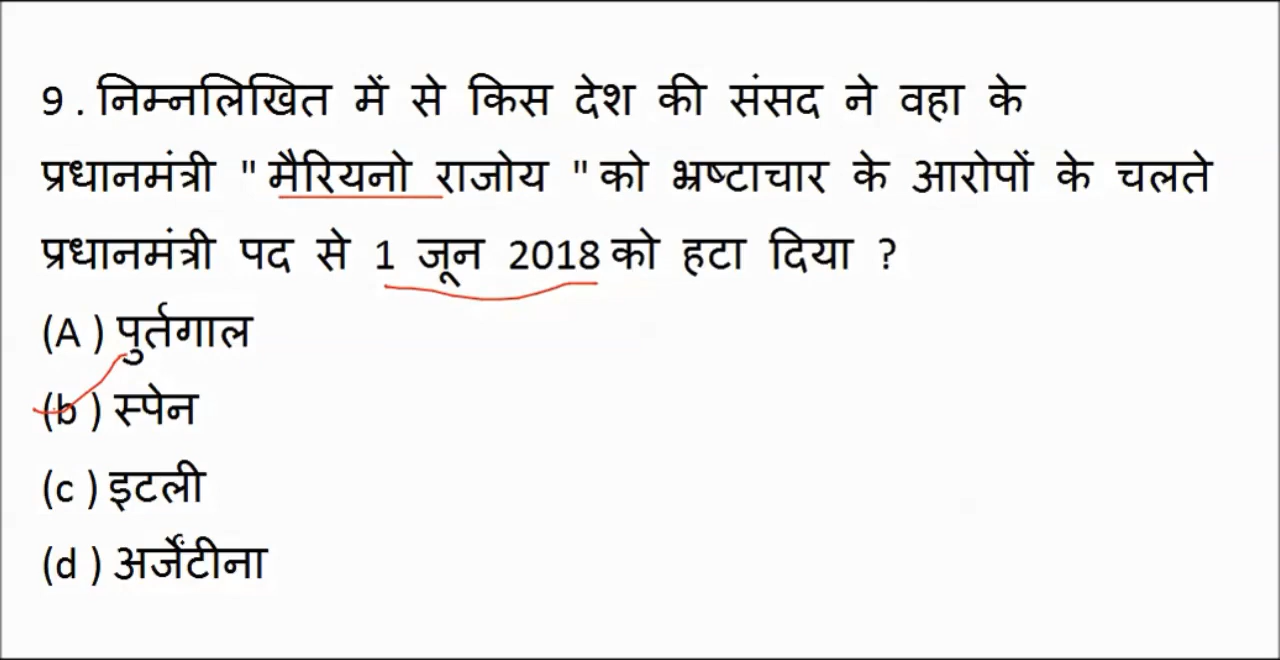 9 . निम्नलिखित में से किस देश की संसद ने वहा के
प्रधानमंत्री " मैरियनो राजोय " को भ्रष्टाचार के आरोपों के चलते
प्रधानमंत्री पद से 1 जून 2018 को हटा दिया ?
(A ) पुर्तगाल
(b ) स्पेन
(c ) इटली
(d ) अर्जेंटीना